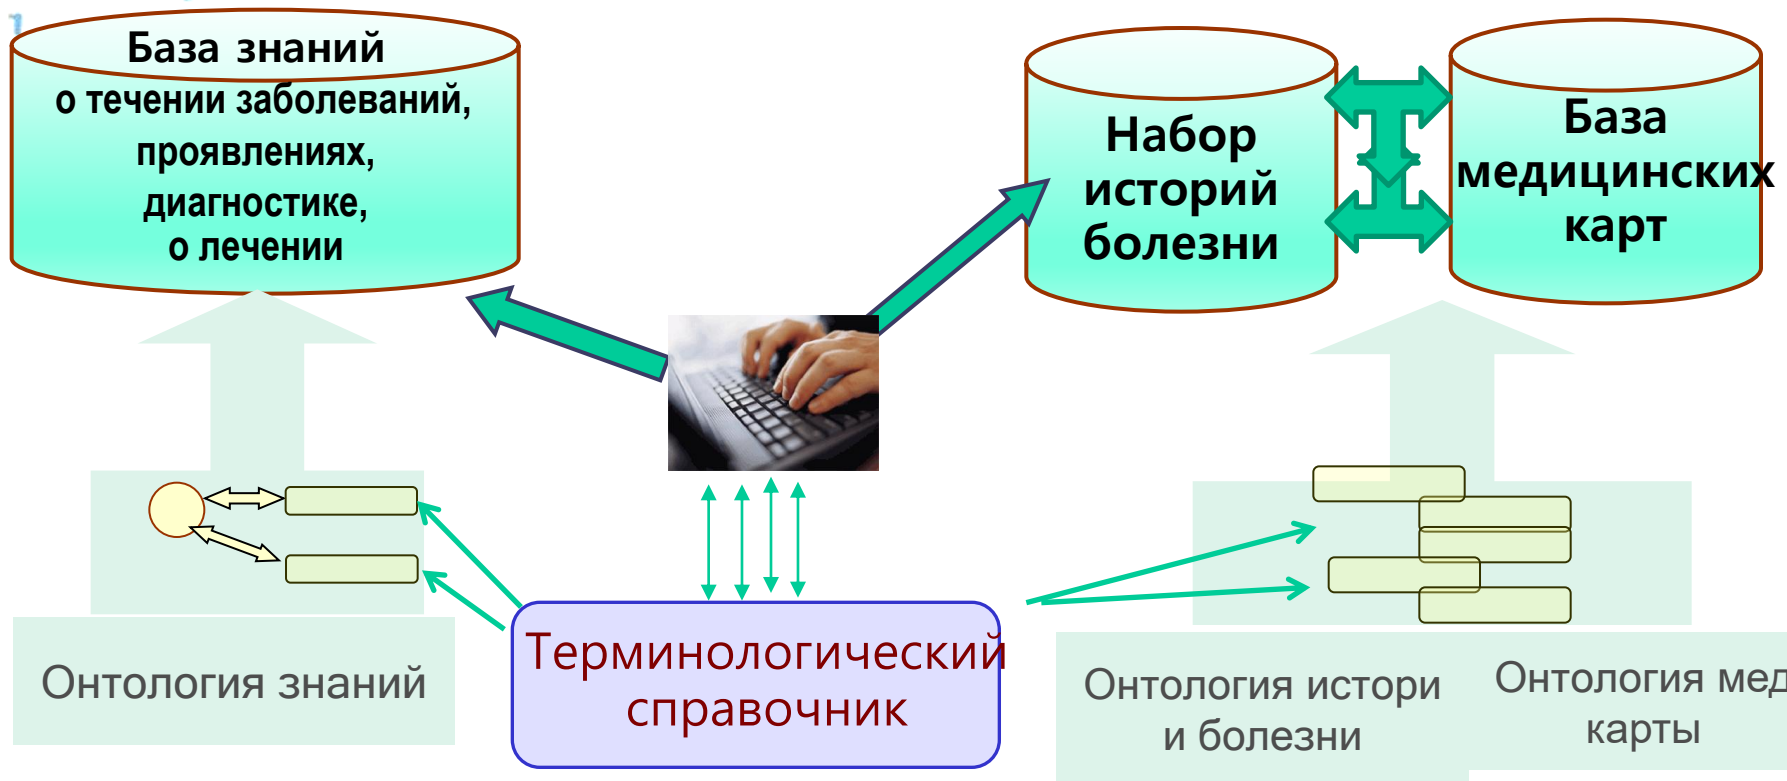 База знаний
о течении заболеваний,
проявлениях,
диагностике,
о лечении
Набор
историй
болезни
База
медицинских
карт
Онтология знаний
Терминологический
справочник
Онтология истори
и болезни
Онтология мед
карты